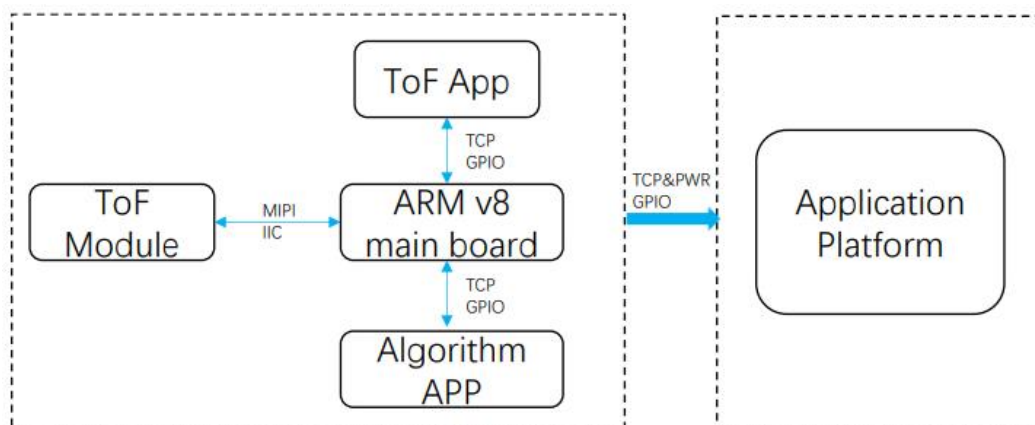 ToF App
TCP
GPIO
ToF
Module
MIPI
IIC
ARM v8
main board
TCP
GPIO
Algorithm
APP
TCP&PWR
GPIO
Application
Platform